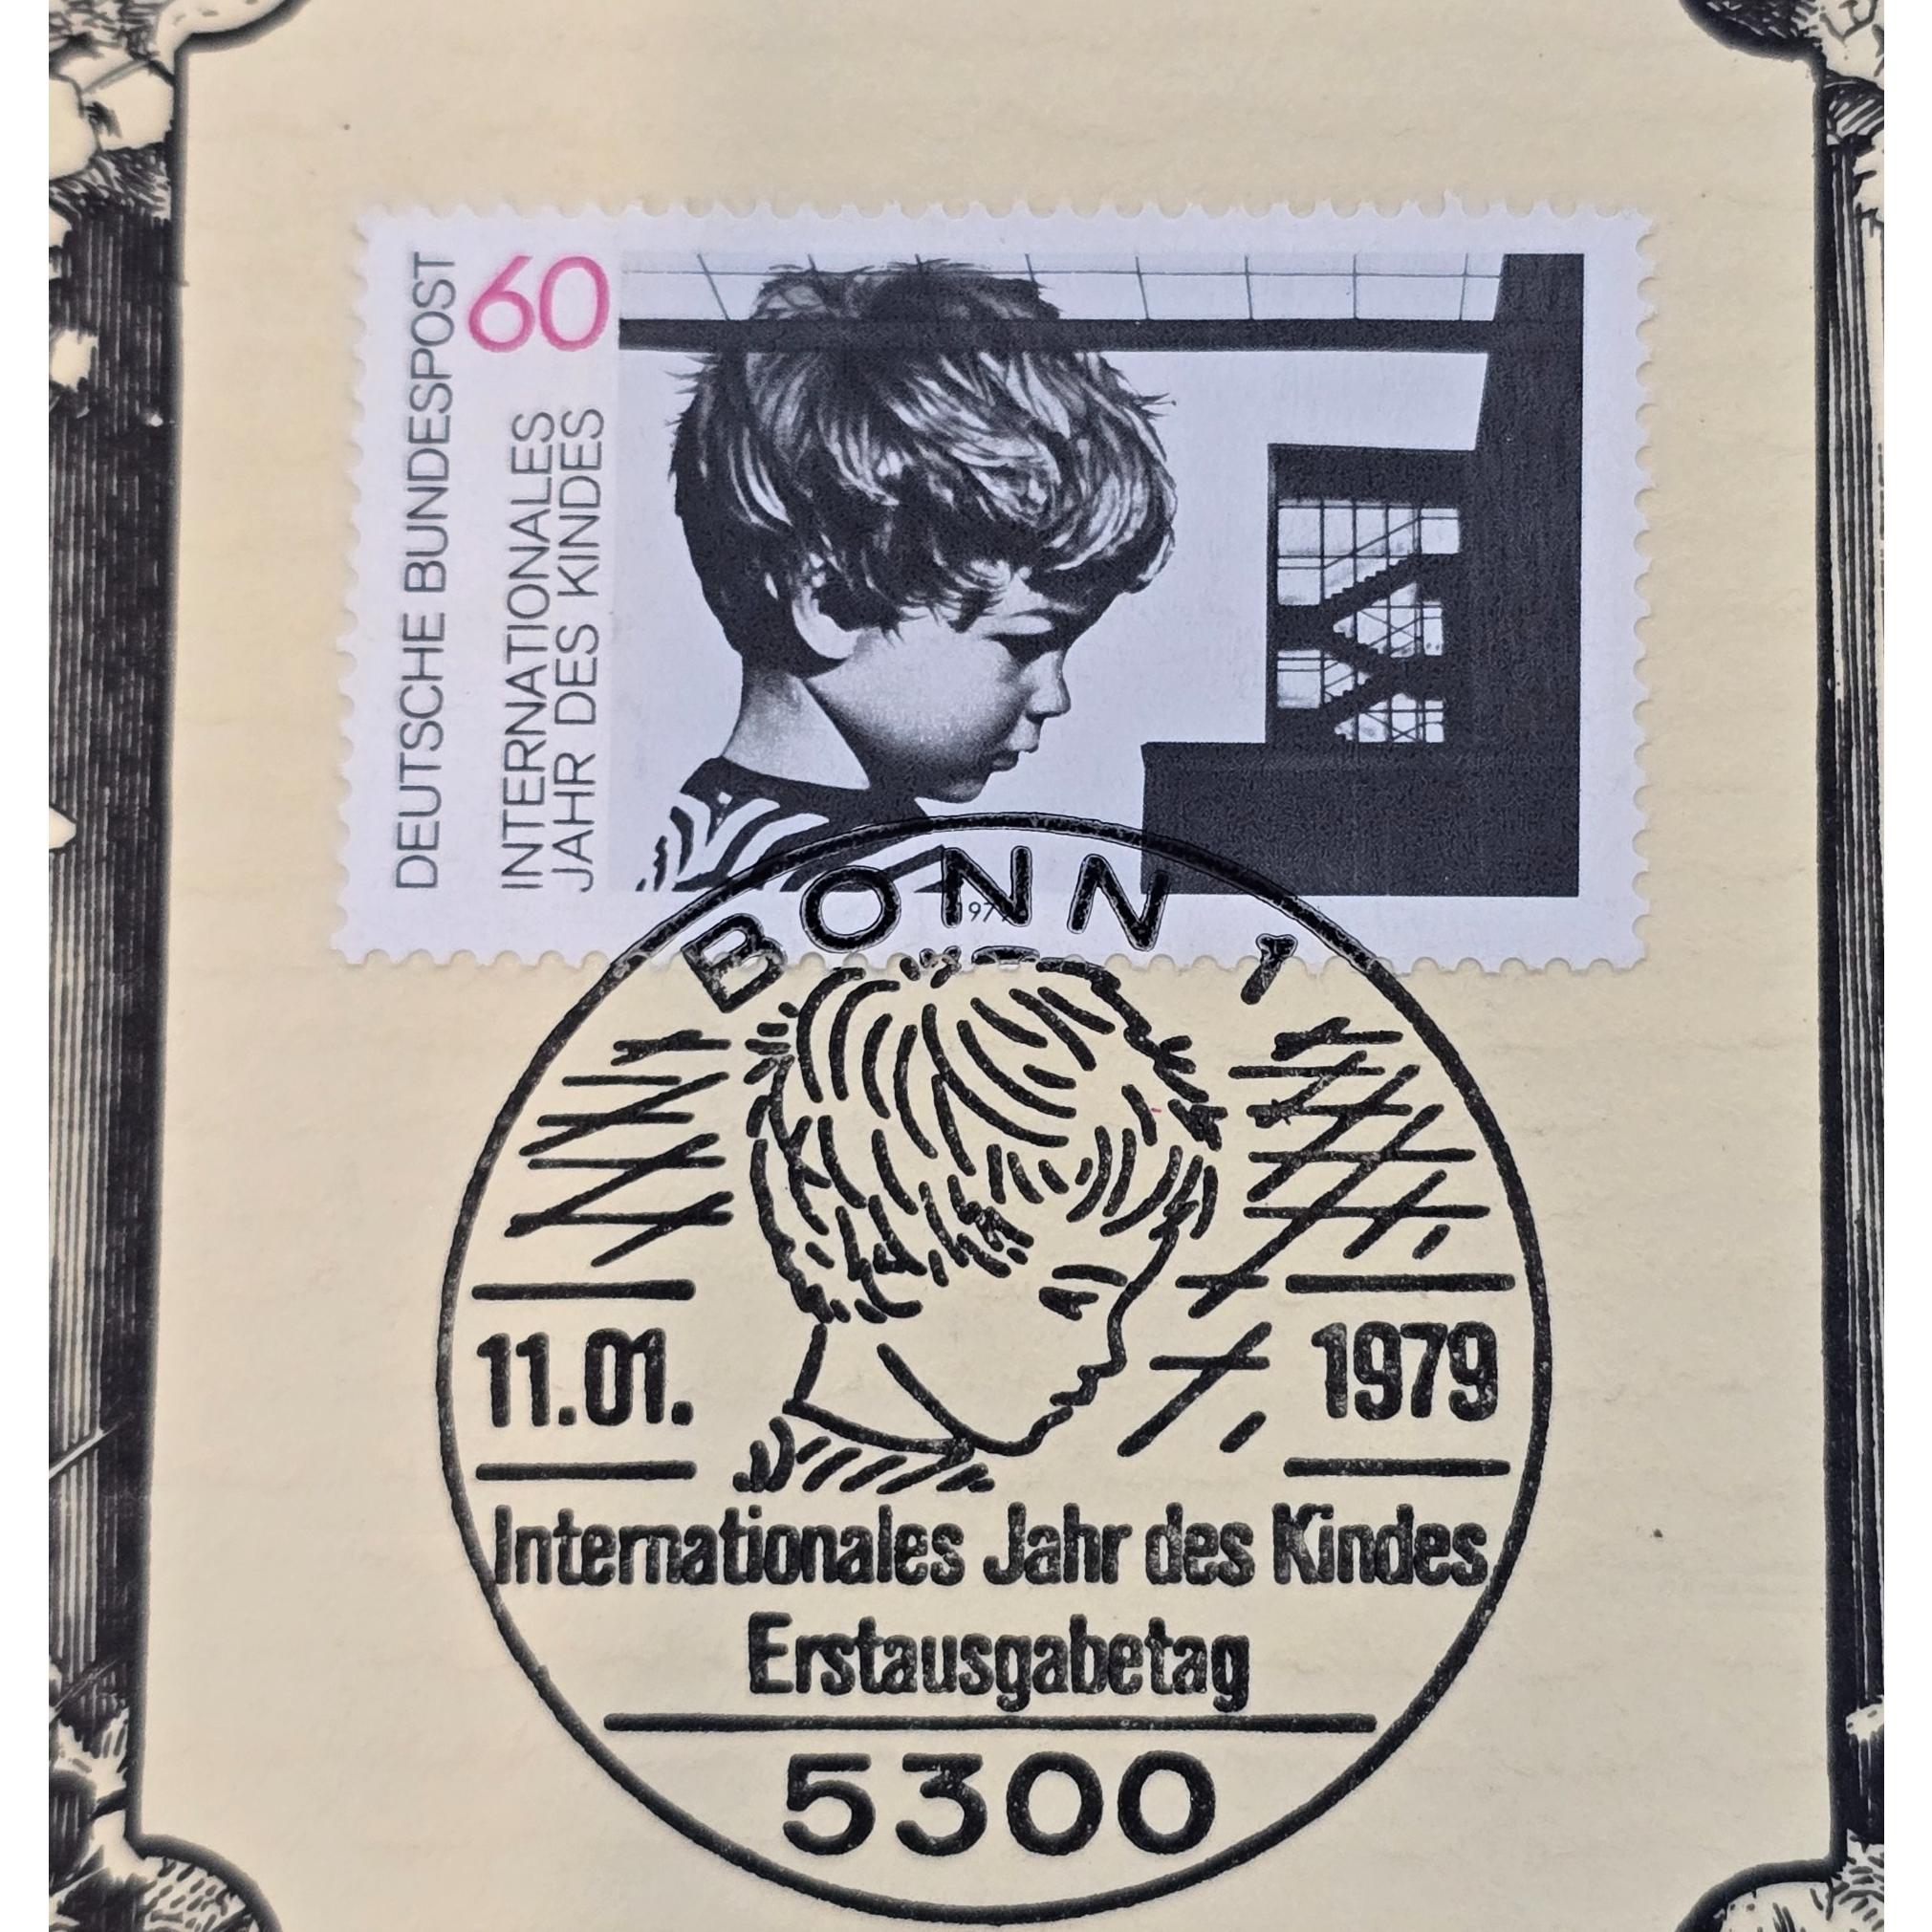 DEUTSCHE BUNDESPOST
60
INTERNATIONALES
JAHR DES KINDES
BONN 1
11.01.
1979
Internationales Jahr des Kindes
Erstausgabetag
5300